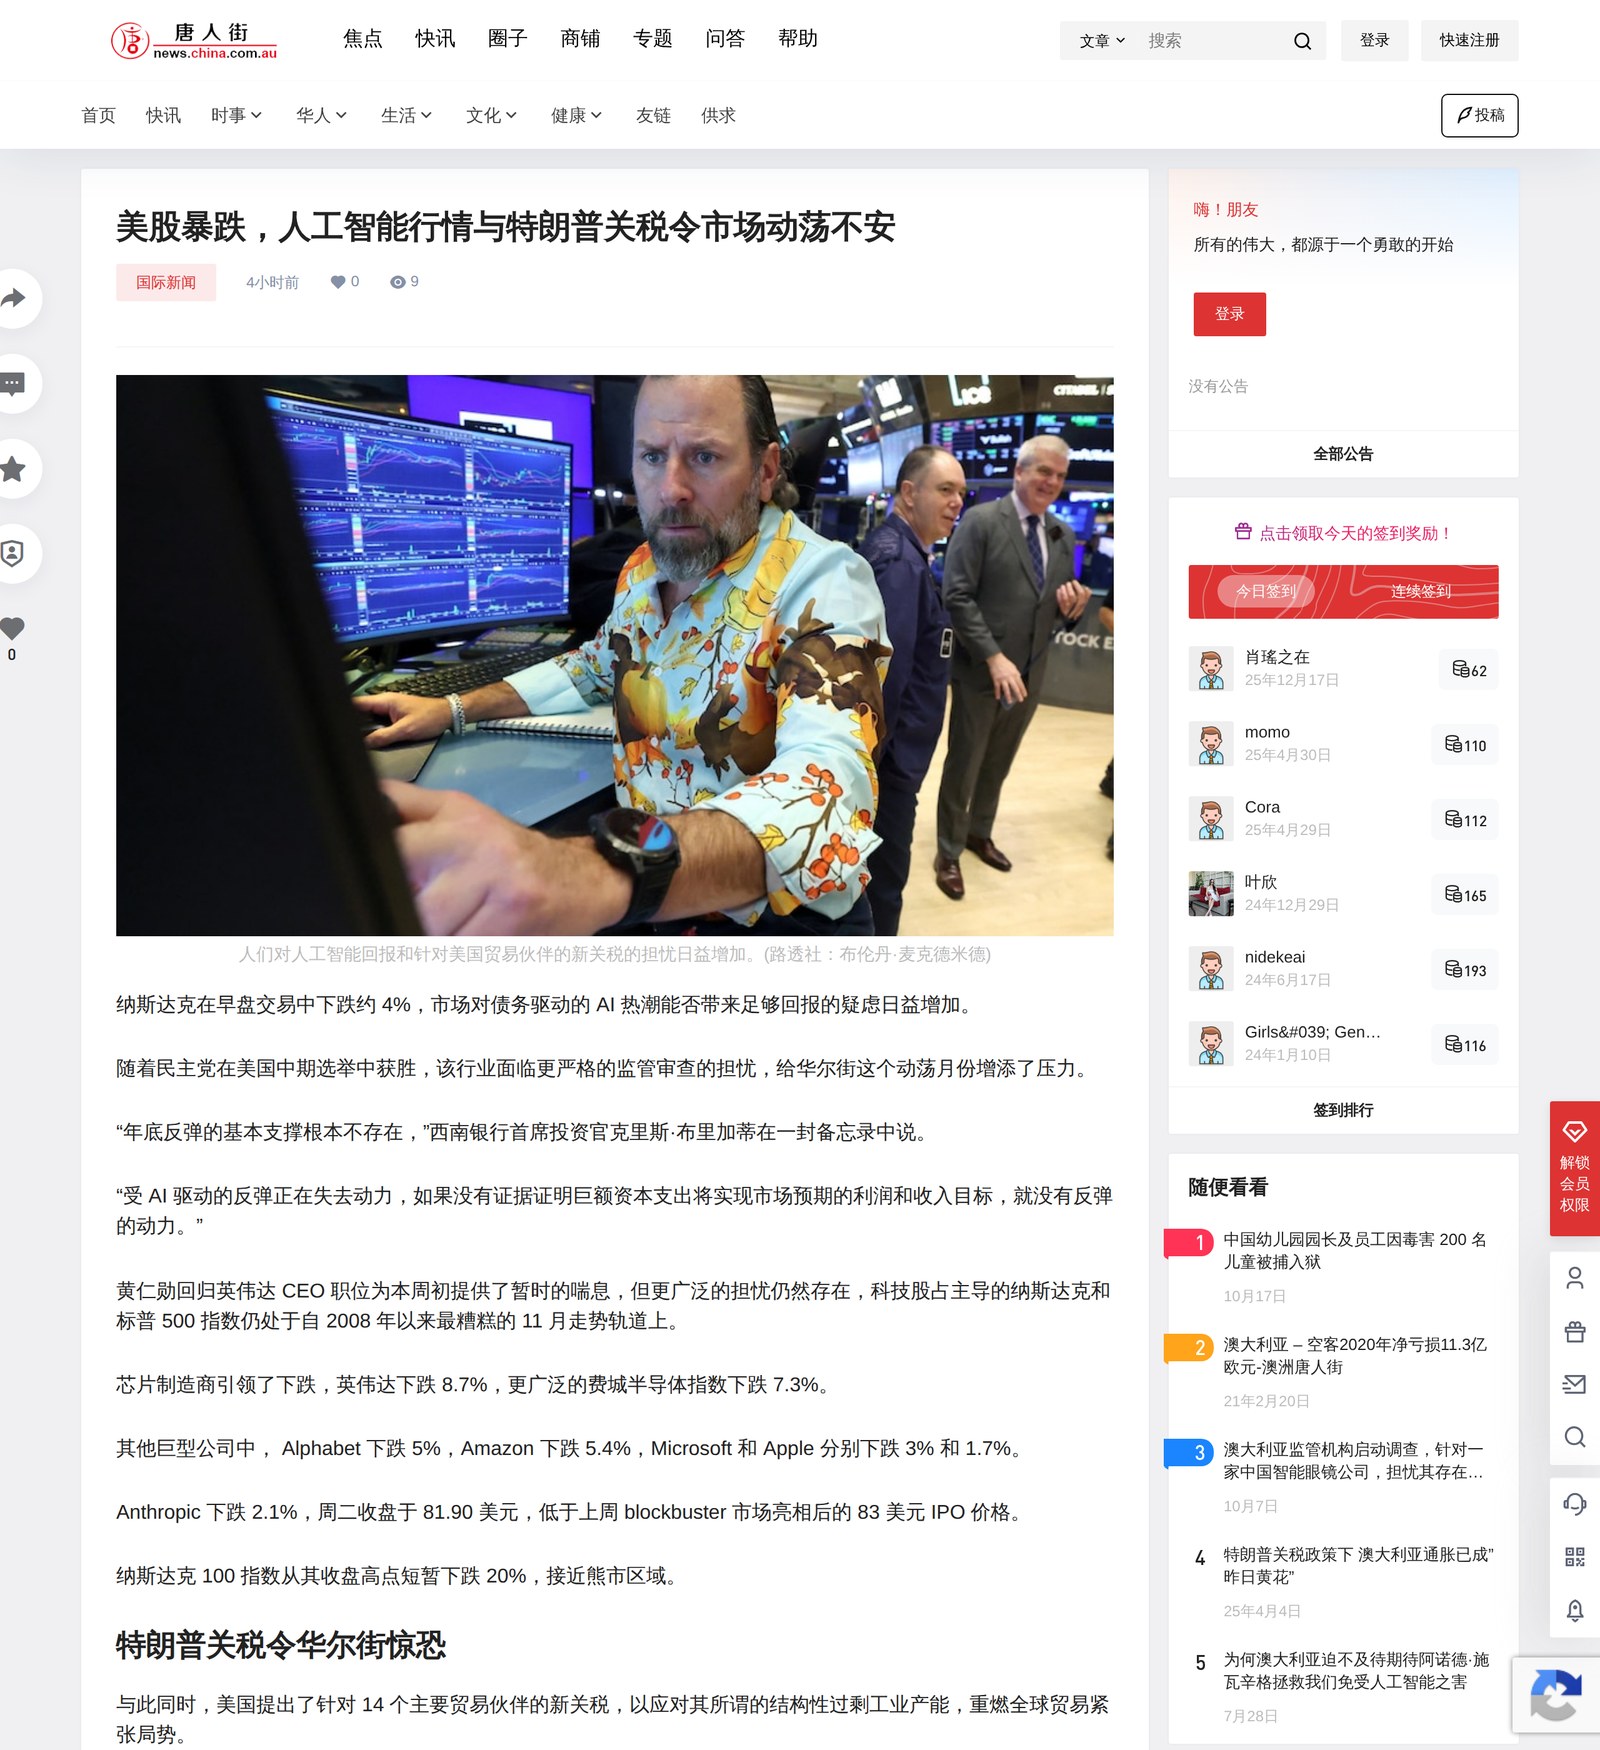 唐人街
news.china.com.au
焦点 快讯 圈子 商铺 专题 问答 帮助
文章 搜索 登录 快速注册
首页 快讯 时事 华人 生活 文化 健康 友链 供求 投稿
美股暴跌，人工智能行情与特朗普关税令市场动荡不安
国际新闻 4小时前 0 9
0
人们对人工智能回报和针对美国贸易伙伴的新关税的担忧日益增加。(路透社：布伦丹·麦克德米德)
纳斯达克在早盘交易中下跌约 4%，市场对债务驱动的 AI 热潮能否带来足够回报的疑虑日益增加。
随着民主党在美国中期选举中获胜，该行业面临更严格的监管审查的担忧，给华尔街这个动荡月份增添了压力。
“年底反弹的基本支撑根本不存在，”西南银行首席投资官克里斯·布里加蒂在一封备忘录中说。
“受 AI 驱动的反弹正在失去动力，如果没有证据证明巨额资本支出将实现市场预期的利润和收入目标，就没有反弹
的动力。”
黄仁勋回归英伟达 CEO 职位为本周初提供了暂时的喘息，但更广泛的担忧仍然存在，科技股占主导的纳斯达克和
标普 500 指数仍处于自 2008 年以来最糟糕的 11 月走势轨道上。
芯片制造商引领了下跌，英伟达下跌 8.7%，更广泛的费城半导体指数下跌 7.3%。
其他巨型公司中， Alphabet 下跌 5%，Amazon 下跌 5.4%，Microsoft 和 Apple 分别下跌 3% 和 1.7%。
Anthropic 下跌 2.1%，周二收盘于 81.90 美元，低于上周 blockbuster 市场亮相后的 83 美元 IPO 价格。
纳斯达克 100 指数从其收盘高点短暂下跌 20%，接近熊市区域。
特朗普关税令华尔街惊恐
与此同时，美国提出了针对 14 个主要贸易伙伴的新关税，以应对其所谓的结构性过剩工业产能，重燃全球贸易紧
张局势。
嗨！朋友
所有的伟大，都源于一个勇敢的开始
登录
没有公告
全部公告
点击领取今天的签到奖励！
今日签到 连续签到
肖瑤之在
25年12月17日
62
momo
25年4月30日
110
Cora
25年4月29日
112
叶欣
24年12月29日
165
nidekeai
24年6月17日
193
Girls&#039; Gen…
24年1月10日
116
签到排行
随便看看
1 中国幼儿园园长及员工因毒害 200 名
儿童被捕入狱
10月17日
2 澳大利亚 – 空客2020年净亏损11.3亿
欧元-澳洲唐人街
21年2月20日
3 澳大利亚监管机构启动调查，针对一
家中国智能眼镜公司，担忧其存在…
10月7日
4 特朗普关税政策下 澳大利亚通胀已成”
昨日黄花”
25年4月4日
5 为何澳大利亚迫不及待期待阿诺德·施
瓦辛格拯救我们免受人工智能之害
7月28日
解锁
会员
权限